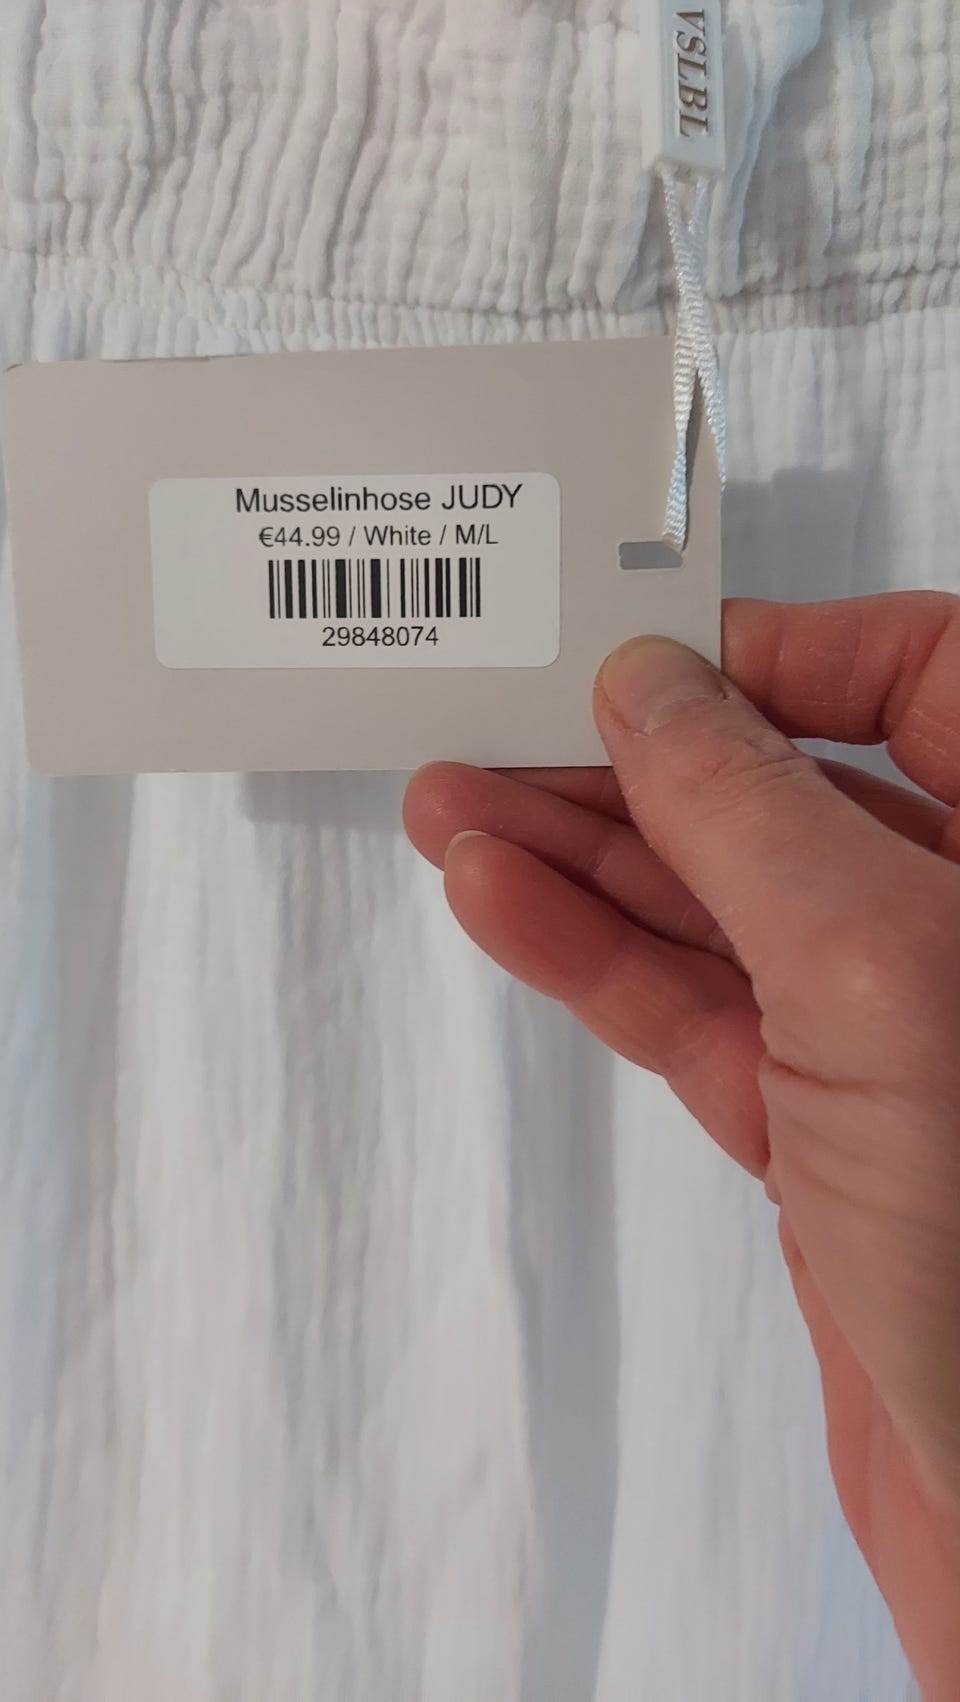 VSLBL
Musselinhose JUDY
€44.99 / White / M/L
29848074